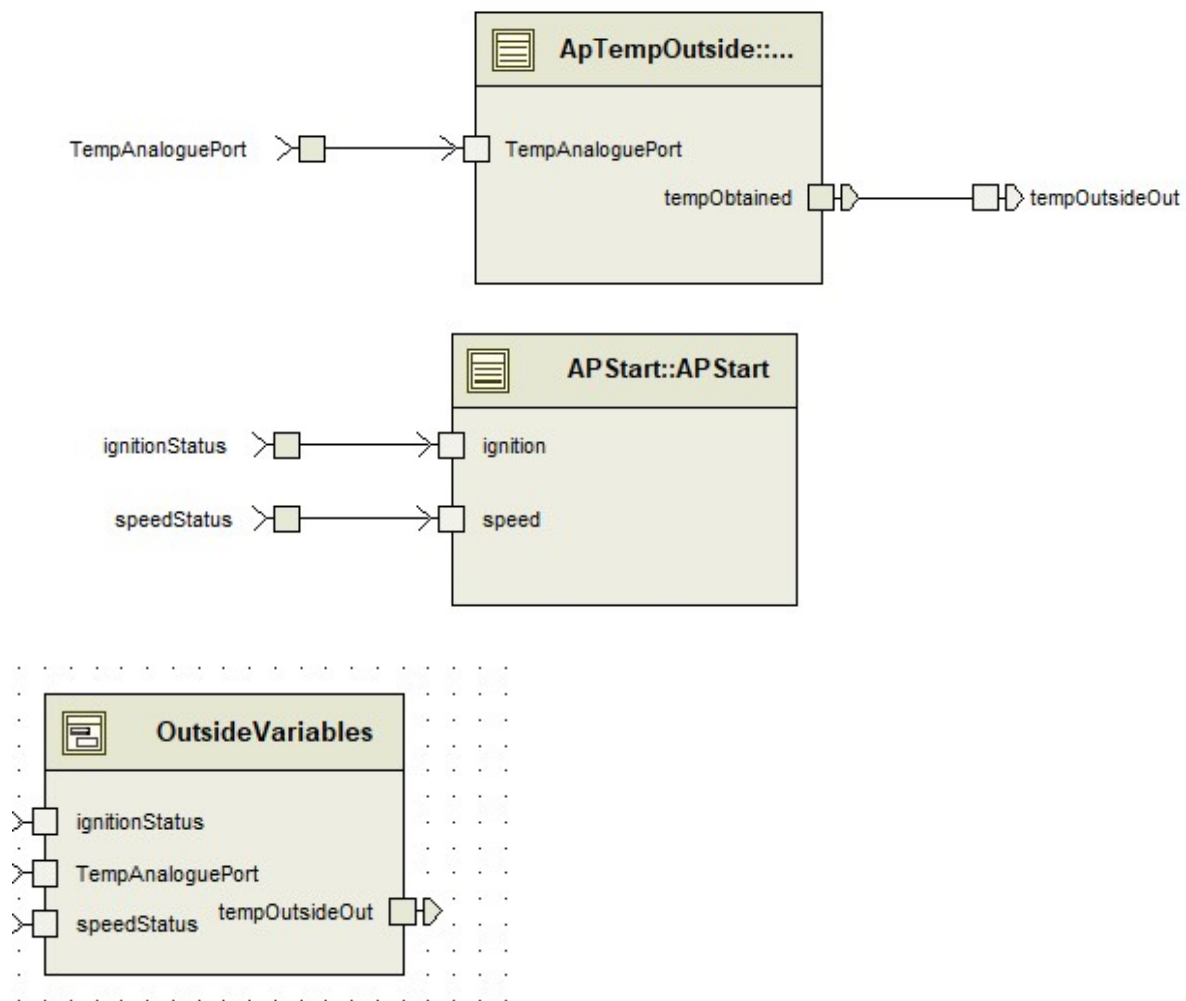 ApTempOutside::...
TempAnaloguePort
TempAnaloguePort
tempObtained
tempOutsideOut
APStart::APStart
ignitionStatus
ignition
speedStatus
speed
OutsideVariables
ignitionStatus
TempAnaloguePort
speedStatus
tempOutsideOut